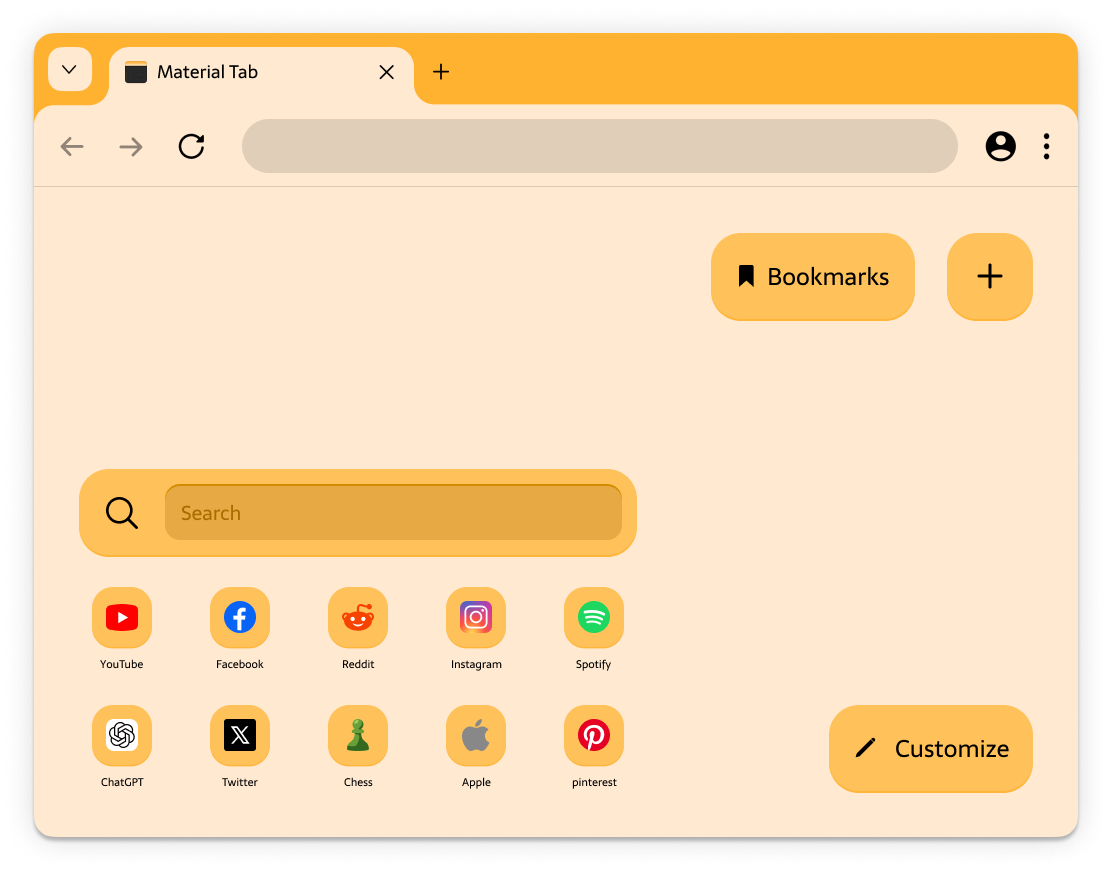 Material Tab
Bookmarks
Search
YouTube
Facebook
Reddit
Instagram
Spotify
ChatGPT
Twitter
Chess
Apple
pinterest
Customize